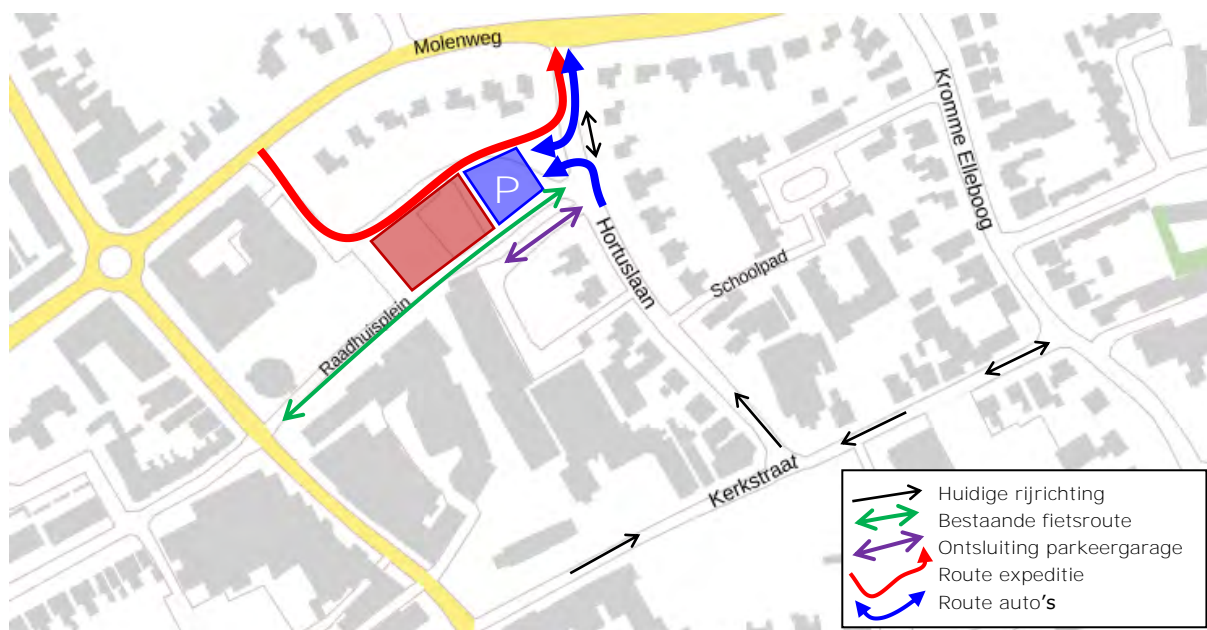 Molenweg
Kromme Elleboog
P
Hortuslaan
Schoolpad
Raadhuisplein
Kerkstraat
Huidige rijrichting
Bestaande fietsroute
Ontsluiting parkeergarage
Route expeditie
Route auto's